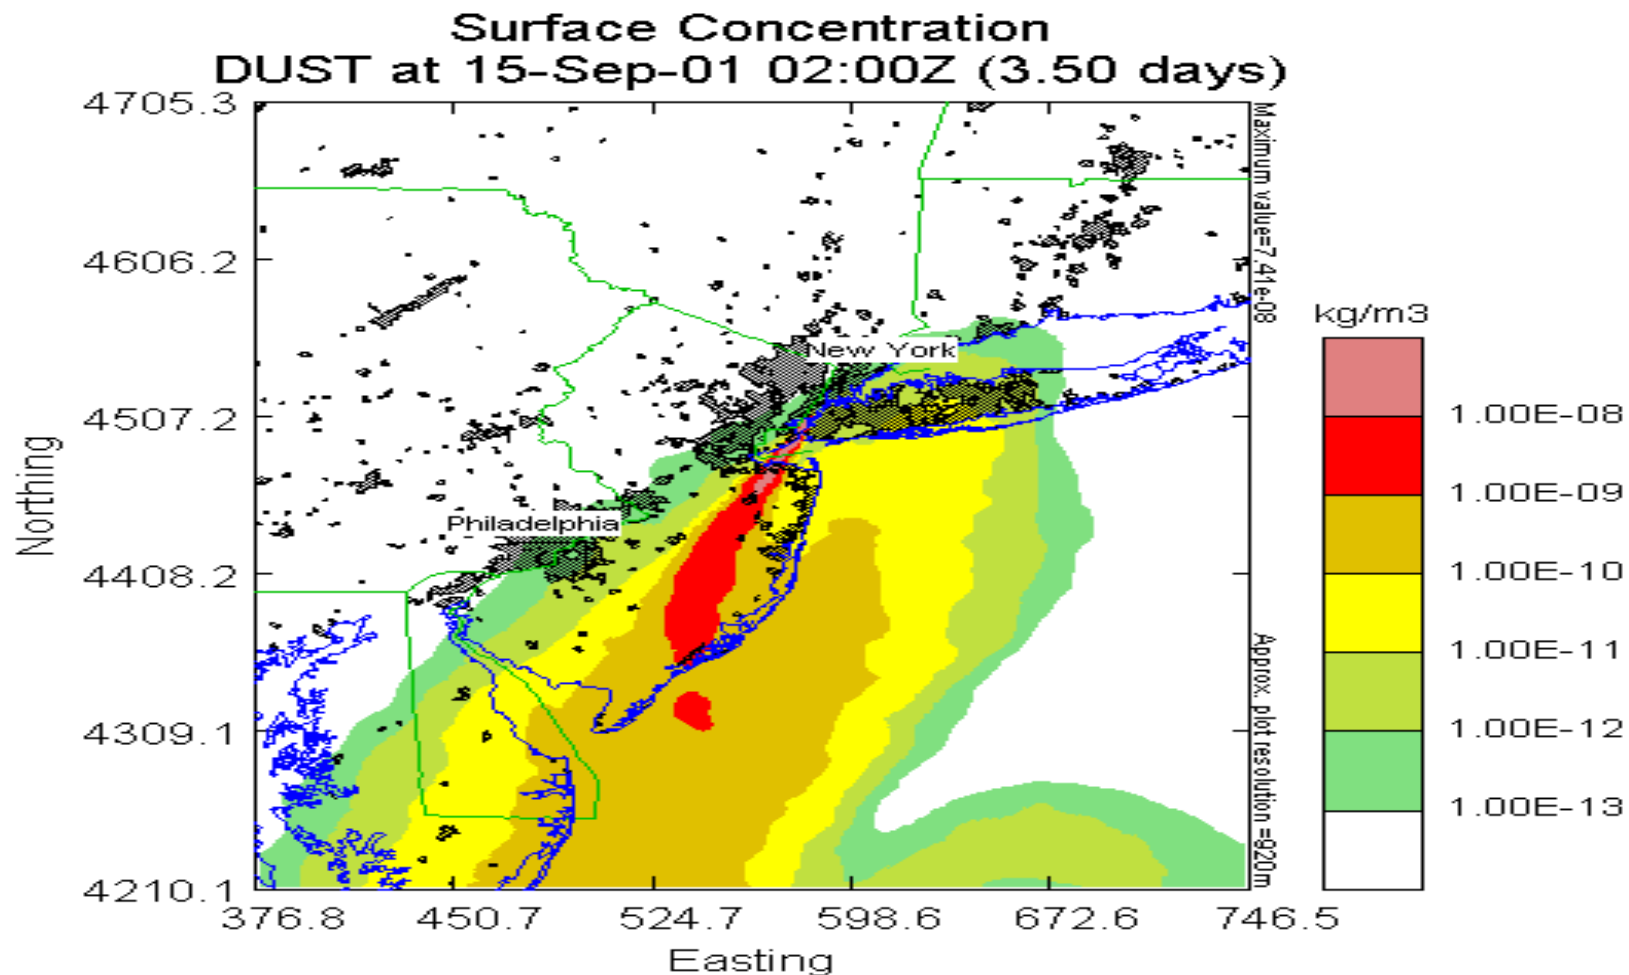 Surface Concentration
DUST at 15-Sep-01 02:00Z (3.50 days)
4705.3
4606.2
4507.2
4408.2
4309.1
4210.1
Northing
376.8
450.7
524.7
598.6
672.6
746.5
Easting
New York
Philadelphia
Maximum value=7.41e-08
Approx. plot resolution =920m
kg/m3
1.00E-08
1.00E-09
1.00E-10
1.00E-11
1.00E-12
1.00E-13